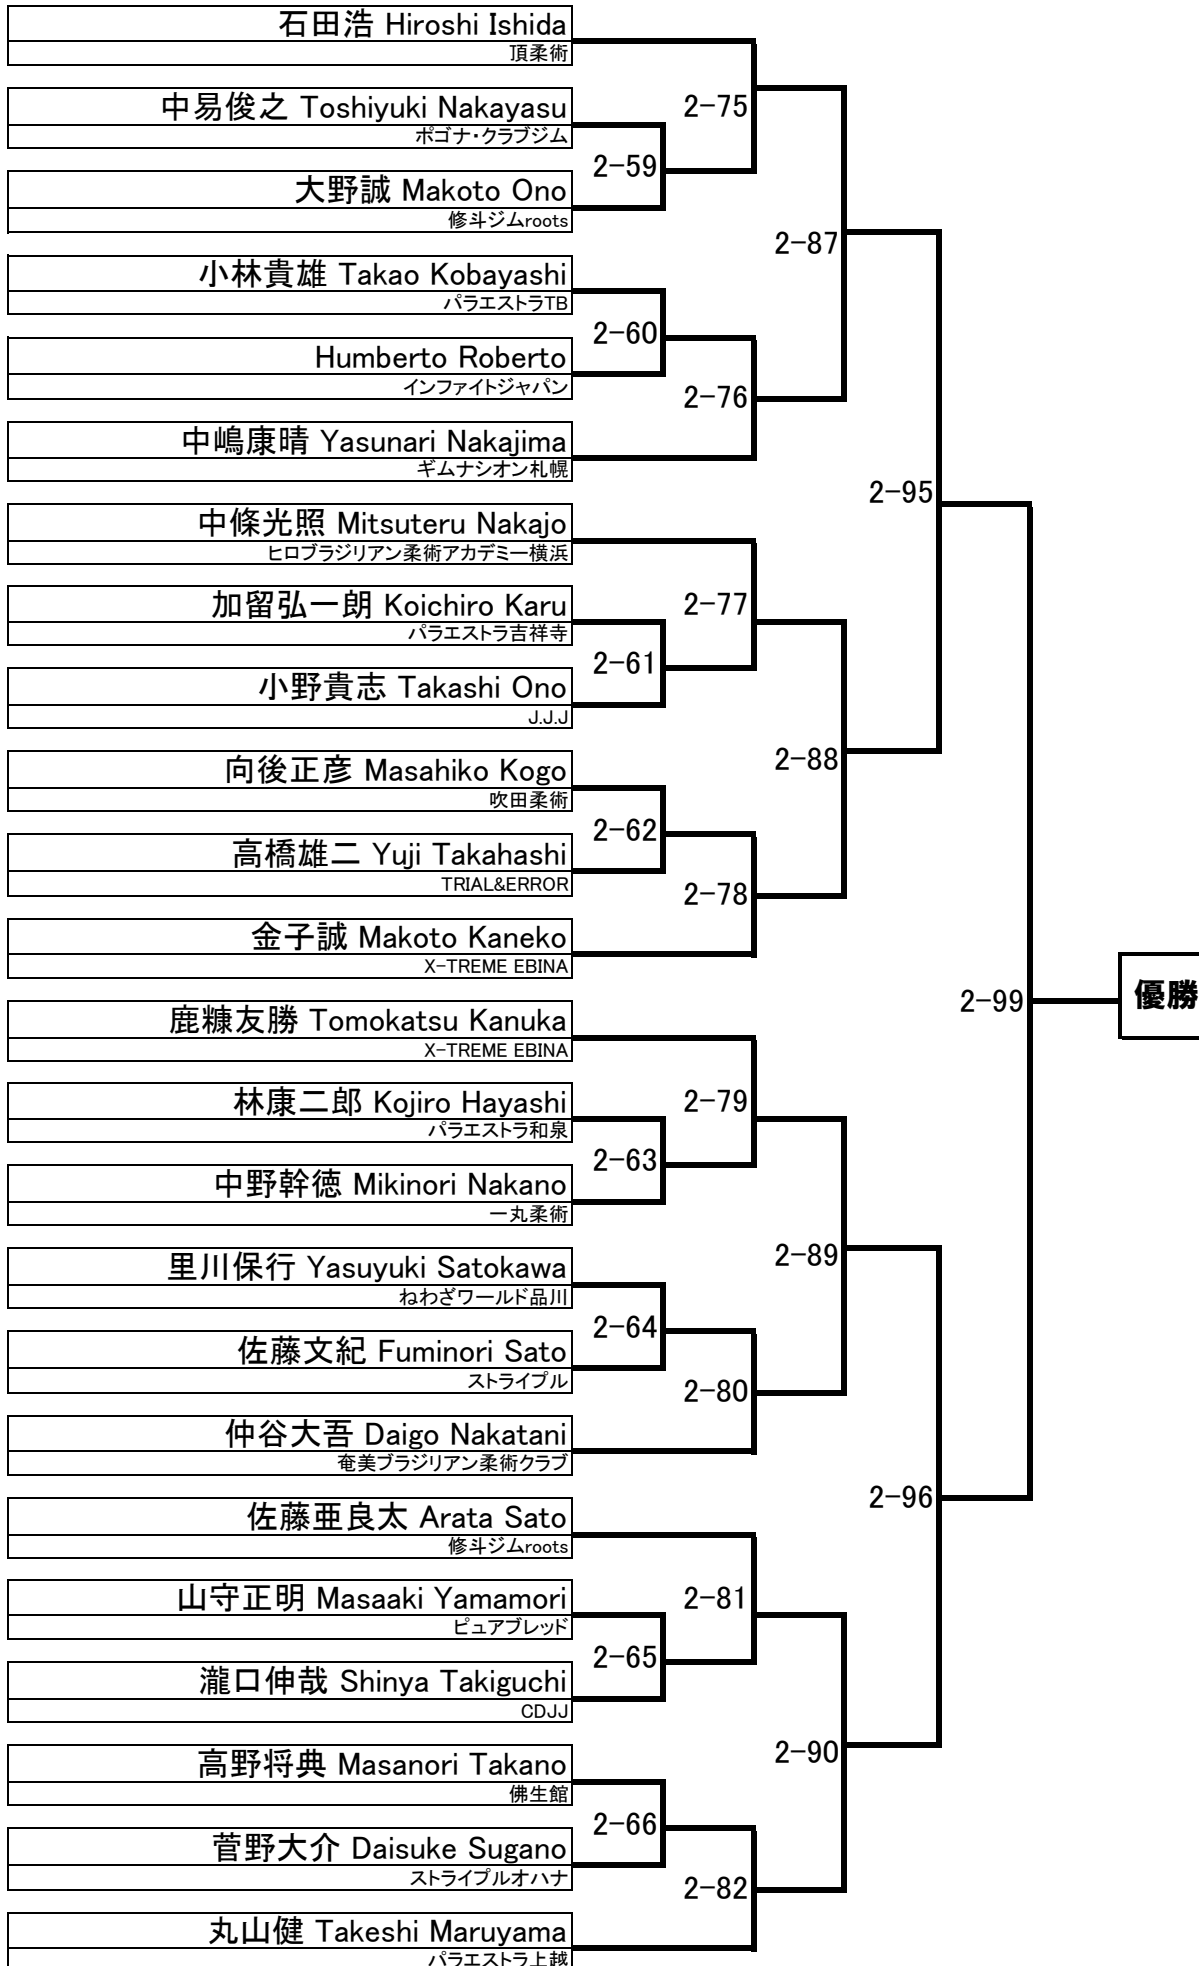 石田浩 Hiroshi Ishida
頂柔術
2-75
中易俊之 Toshiyuki Nakayasu
ポゴナ・クラブジム
2-59
大野誠 Makoto Ono
修斗ジムroots
2-87
小林貴雄 Takao Kobayashi
パラエストラTB
2-60
Humberto Roberto
インファイトジャパン
2-76
中嶋康晴 Yasunari Nakajima
ギムナシオン札幌
2-95
中條光照 Mitsuteru Nakajo
ヒロブラジリアン柔術アカデミー横浜
2-77
加留弘一朗 Koichiro Karu
パラエストラ吉祥寺
2-61
小野貴志 Takashi Ono
J.J.J
2-88
向後正彦 Masahiko Kogo
吹田柔術
2-62
高橋雄二 Yuji Takahashi
TRIAL&ERROR
2-78
金子誠 Makoto Kaneko
X-TREME EBINA
2-99
優勝
鹿糠友勝 Tomokatsu Kanuka
X-TREME EBINA
2-79
林康二郎 Kojiro Hayashi
パラエストラ和泉
2-63
中野幹徳 Mikinori Nakano
一丸柔術
2-89
里川保行 Yasuyuki Satokawa
ねわざワールド品川
2-64
佐藤文紀 Fuminori Sato
ストライプル
2-80
仲谷大吾 Daigo Nakatani
奄美ブラジリアン柔術クラブ
2-96
佐藤亜良太 Arata Sato
修斗ジムroots
2-81
山守正明 Masaaki Yamamori
ピュアブレッド
2-65
瀧口伸哉 Shinya Takiguchi
CDJJ
2-90
高野将典 Masanori Takano
佛生館
2-66
菅野大介 Daisuke Sugano
ストライプルオハナ
2-82
丸山健 Takeshi Maruyama
パラエストラ上越